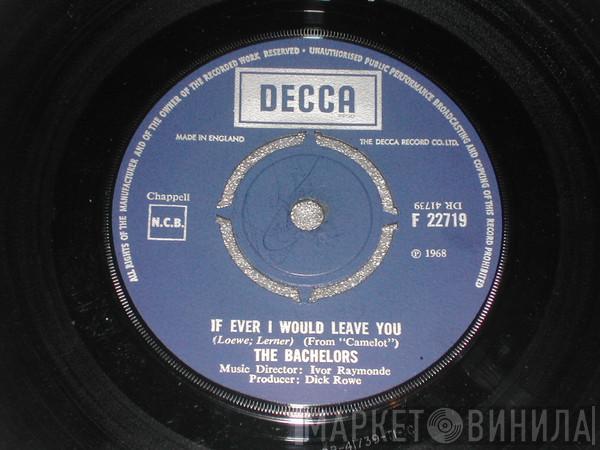 ALL RIGHTS OF THE MANUFACTURER AND OF THE OWNER OF THE RECORDED WORK RESERVED • UNAUTHORISED PUBLIC PERFORMANCE BROADCASTING AND COPYING OF THIS RECORD PROHIBITED
DECCA
MADE IN ENGLAND
THE DECCA RECORD CO. LTD.
Chappell
N.C.B.
DR 41739
F 22719
℗ 1968
IF EVER I WOULD LEAVE YOU
(Loewe; Lerner) (From "Camelot")
THE BACHELORS
Music Director: Ivor Raymonde
Producer: Dick Rowe
МАРКЕТ ВИНИЛА